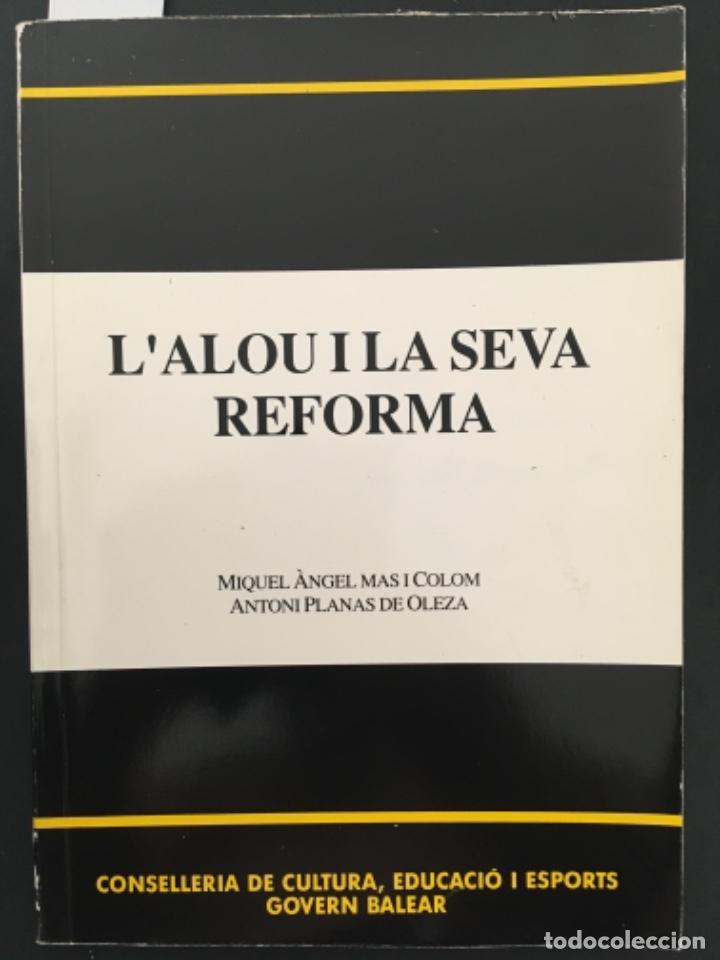 L'ALOU I LA SEVA
REFORMA
MIQUEL ÀNGEL MAS I COLOM
ANTONI PLANAS DE OLEZA
CONSELLERIA DE CULTURA, EDUCACIÓ I ESPORTS
GOVERN BALEAR
todocoleccion